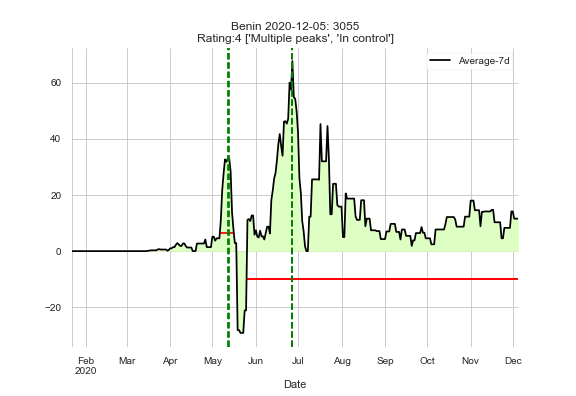 Benin 2020-12-05: 3055
Rating:4 ['Multiple peaks', 'In control']
Average-7d
60
40
20
0
−20
Feb Mar Apr May Jun Jul Aug Sep Oct Nov Dec
2020
Date